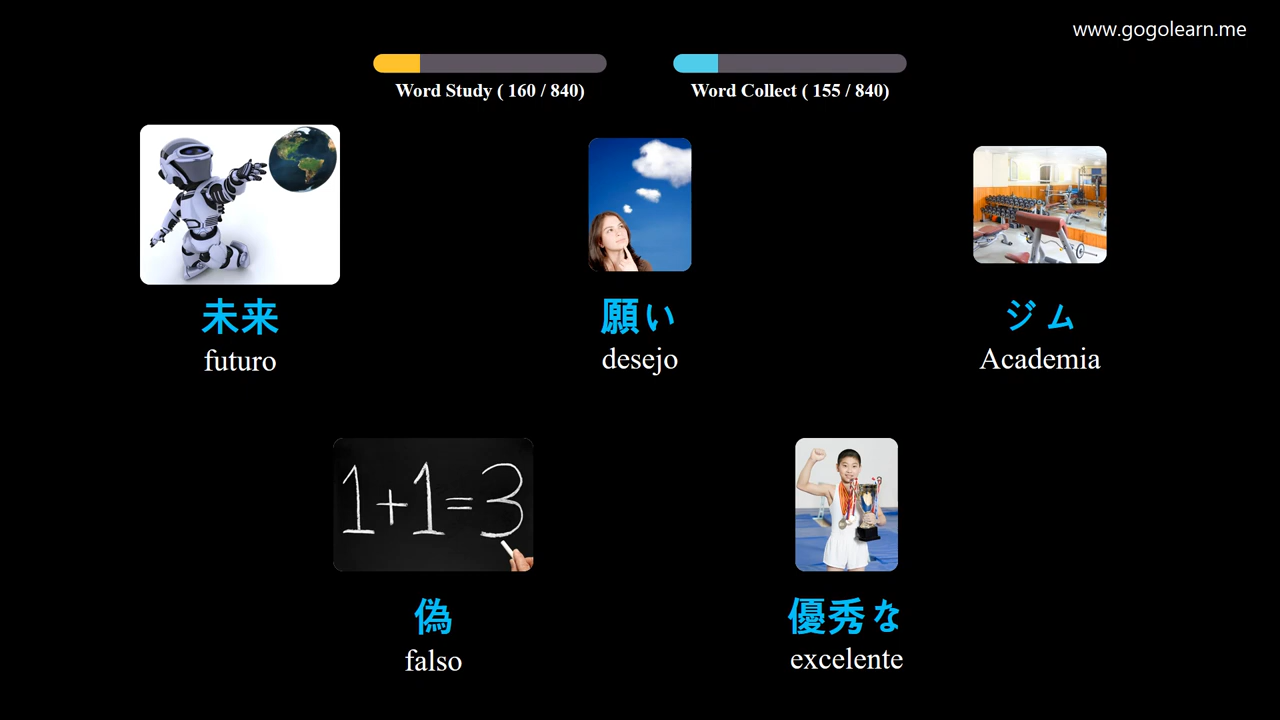 www.gogolearn.me
Word Study ( 160 / 840)
Word Collect ( 155 / 840)
未来
futuro
願い
desejo
ジム
Academia
1+1=3
偽
falso
優秀な
excelente